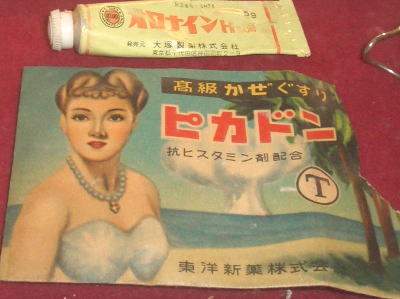 オロナインH軟膏
発売元 大塚製薬株式会社
高級かぜぐすり
ピカドン
抗ヒスタミン剤配合
T
東洋新薬株式会